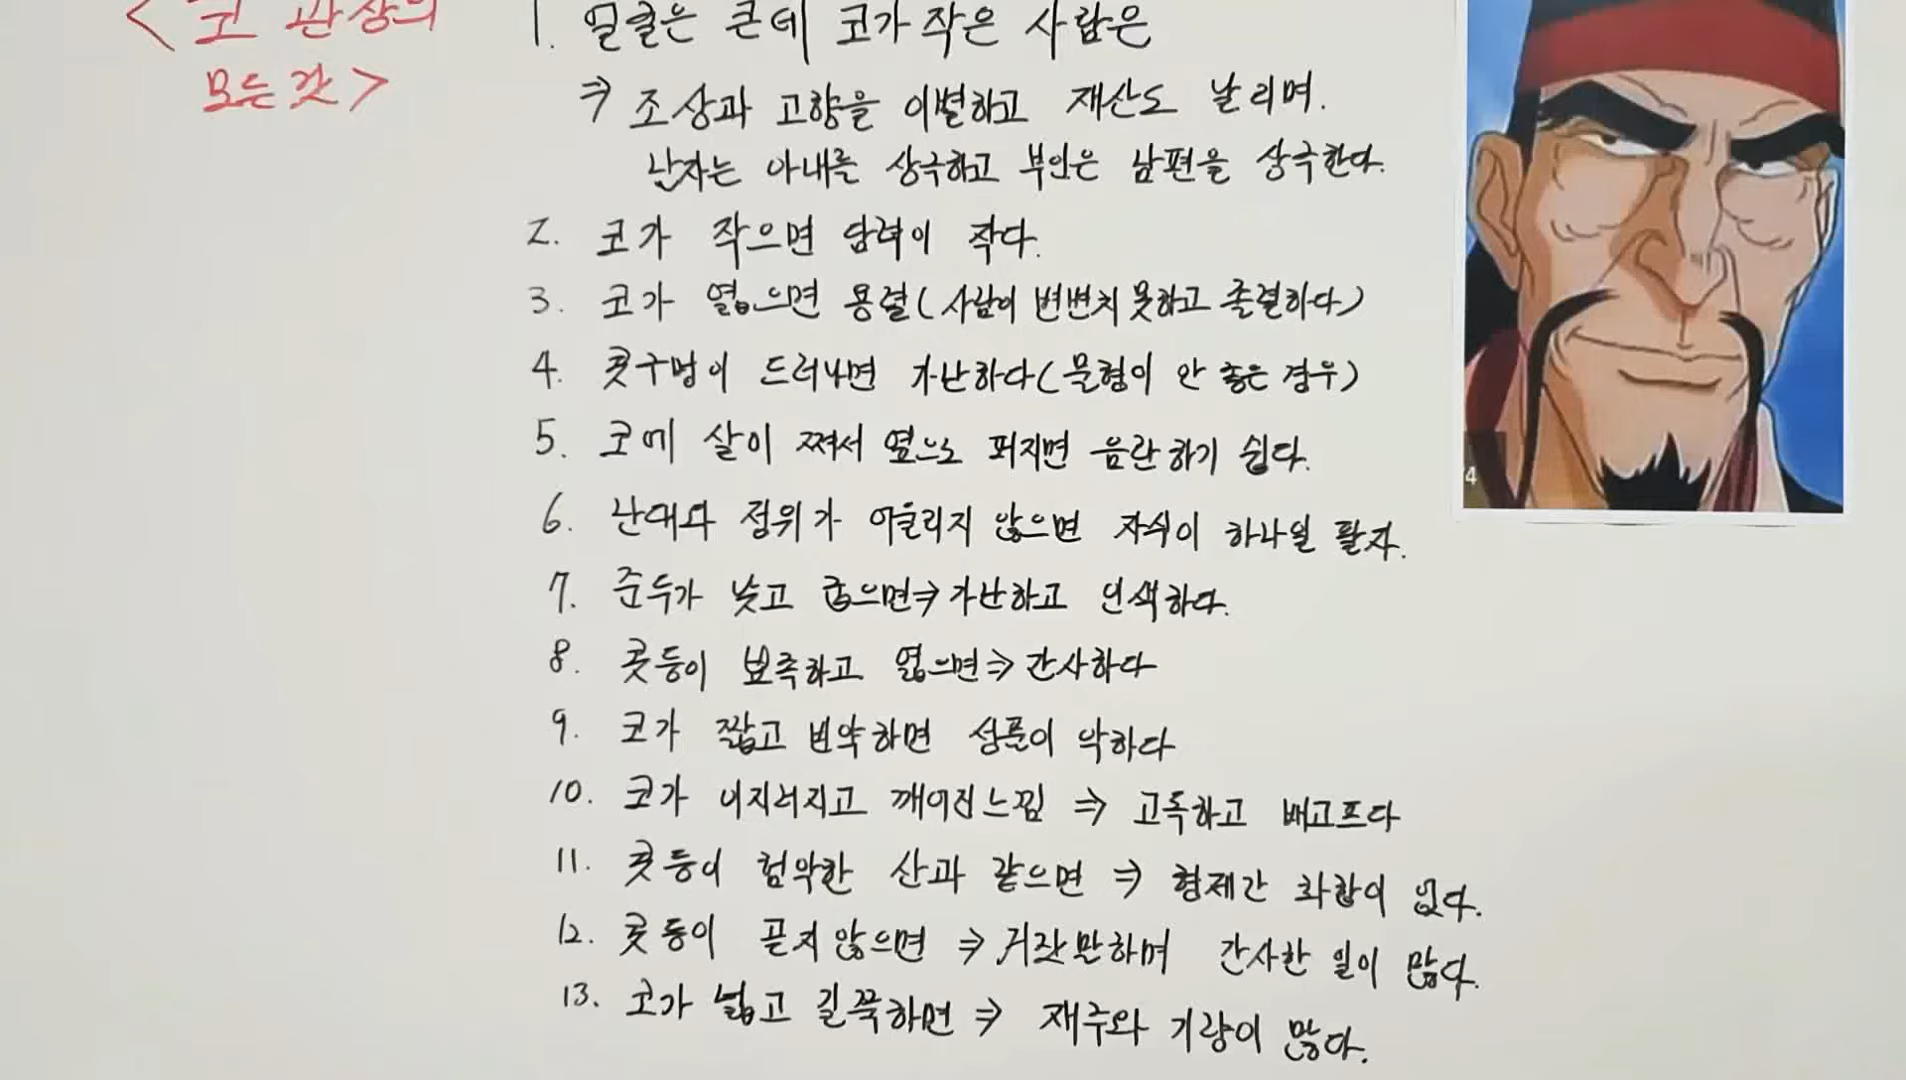 <코 관상의
모든 것>
1. 얼굴은 큰데 코가 작은 사람은
⇒ 조상과 고향을 이별하고 재산도 날리며.
남자는 아내를 상극하고 부인은 남편을 상극한다.
2. 코가 작으면 담력이 작다.
3. 코가 엷으면 용렬(사람이 변변치 못하고 졸렬하다)
4. 콧구멍이 드러나면 가난하다(문형이 안 좋은 경우)
5. 코에 살이 쪄서 옆으로 퍼지면 음란하기 쉽다.
6. 난대와 정위가 어울리지 않으면 자식이 하나일 팔자.
7. 준두가 낮고 굽으면⇒가난하고 인색하다.
8. 콧등이 뾰족하고 엷으면⇒간사하다
9. 코가 짧고 빈약하면 성품이 악하다
10. 코가 이지러지고 깨어진 느낌 ⇒ 고독하고 배고프다
11. 콧등이 험악한 산과 같으면 ⇒ 형제간 화합이 없다.
12. 콧등이 곧지 않으면 ⇒ 거짓말하며 간사한 일이 많다.
13. 코가 넓고 길쭉하면 ⇒ 재주와 기량이 많다.
4